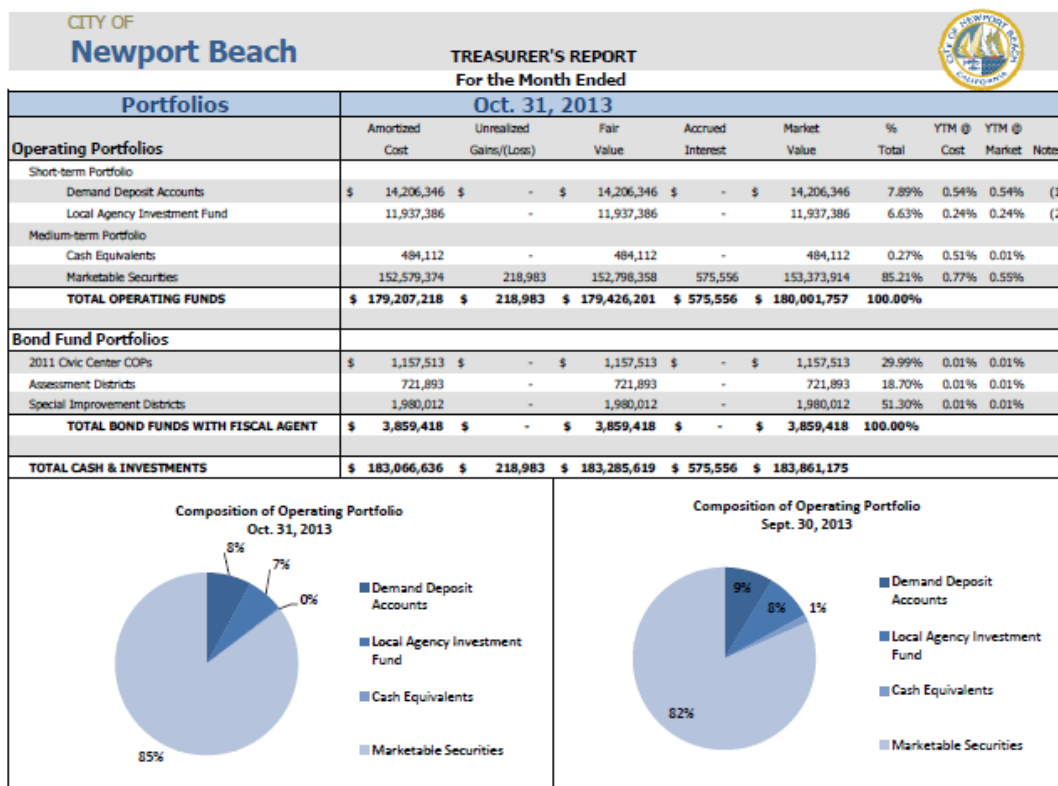 CITY OF
Newport Beach
TREASURER'S REPORT
For the Month Ended
CITY OF NEWPORT BEACH
CALIFORNIA
Portfolios Oct. 31, 2013
Amortized Unrealized Fair Accrued Market % YTM @ YTM @
Operating Portfolios Cost Gains/(Loss) Value Interest Value Total Cost Market Notes
Short-term Portfolio
Demand Deposit Accounts $ 14,206,346 $ - $ 14,206,346 $ - $ 14,206,346 7.89% 0.54% 0.54% (1
Local Agency Investment Fund 11,937,386 - 11,937,386 - 11,937,386 6.63% 0.24% 0.24% (2
Medium-term Portfolio
Cash Equivalents 484,112 - 484,112 - 484,112 0.27% 0.51% 0.01%
Marketable Securities 152,579,374 218,983 152,798,358 575,556 153,373,914 85.21% 0.77% 0.55%
TOTAL OPERATING FUNDS $ 179,207,218 $ 218,983 $ 179,426,201 $ 575,556 $ 180,001,757 100.00%
Bond Fund Portfolios
2011 Civic Center COPs $ 1,157,513 $ - $ 1,157,513 $ - $ 1,157,513 29.99% 0.01% 0.01%
Assessment Districts 721,893 - 721,893 - 721,893 18.70% 0.01% 0.01%
Special Improvement Districts 1,980,012 - 1,980,012 - 1,980,012 51.30% 0.01% 0.01%
TOTAL BOND FUNDS WITH FISCAL AGENT $ 3,859,418 $ - $ 3,859,418 $ - $ 3,859,418 100.00%
TOTAL CASH & INVESTMENTS $ 183,066,636 $ 218,983 $ 183,285,619 $ 575,556 $ 183,861,175
Composition of Operating Portfolio
Oct. 31, 2013
8%
7%
0%
85%
Demand Deposit
Accounts
Local Agency Investment
Fund
Cash Equivalents
Marketable Securities
Composition of Operating Portfolio
Sept. 30, 2013
9%
8%
1%
82%
Demand Deposit
Accounts
Local Agency Investment
Fund
Cash Equivalents
Marketable Securities